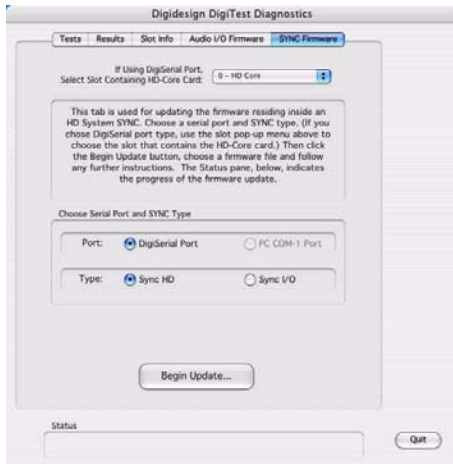 Digidesign DigiTest Diagnostics
Tests Results Slot Info Audio I/O Firmware SYNC Firmware
If Using DigiSerial Port,
Select Slot Containing HD-Core Card:
0 - HD Core
This tab is used for updating the firmware residing inside an
HD System SYNC. Choose a serial port and SYNC type. (If you
chose DigiSerial port type, use the slot pop-up menu above to
choose the slot that contains the HD-Core card.) Then click
the Begin Update button, choose a firmware file and follow
any further instructions. The Status pane, below, indicates
the progress of the firmware update.
Choose Serial Port and SYNC Type
Port: DigiSerial Port PC COM-1 Port
Type: Sync HD Sync I/O
Begin Update...
Status
Quit